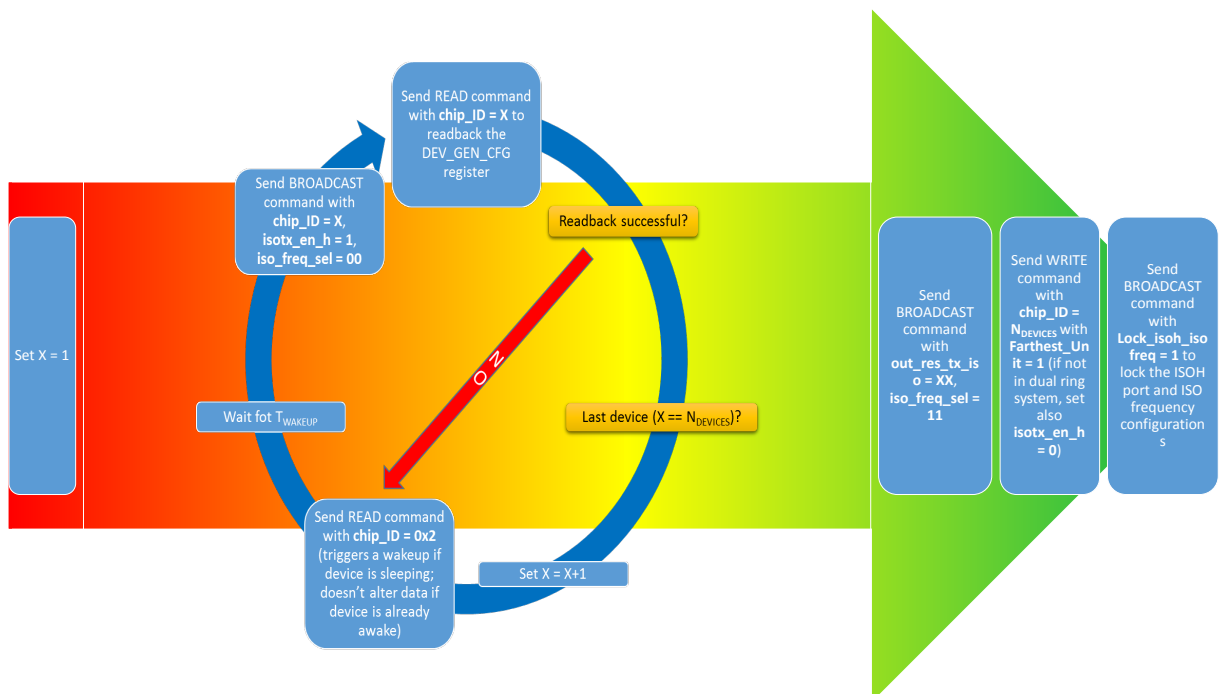 Set X = 1
Send BROADCAST
command with
chip_ID = X,
isotx_en_h = 1,
iso_freq_sel = 00
Send READ command
with chip_ID = X to
readback the
DEV_GEN_CFG
register
Readback successful?
NO
Last device (X == NDEVICES)?
Set X = X+1
Send READ command
with chip_ID = 0x2
(triggers a wakeup if
device is sleeping;
doesn't alter data if
device is already
awake)
Wait fot TWAKEUP
Send
BROADCAST
command
with
out_res_tx_is
o = XX,
iso_freq_sel =
11
Send WRITE
command
with
chip_ID =
NDEVICES with
Farthest_Un
it = 1 (if not
in dual ring
system, set
also
isotx_en_h
= 0)
Send
BROADCAST
command
with
Lock_isoh_iso
freq = 1 to
lock the ISOH
port and ISO
frequency
configuration
s